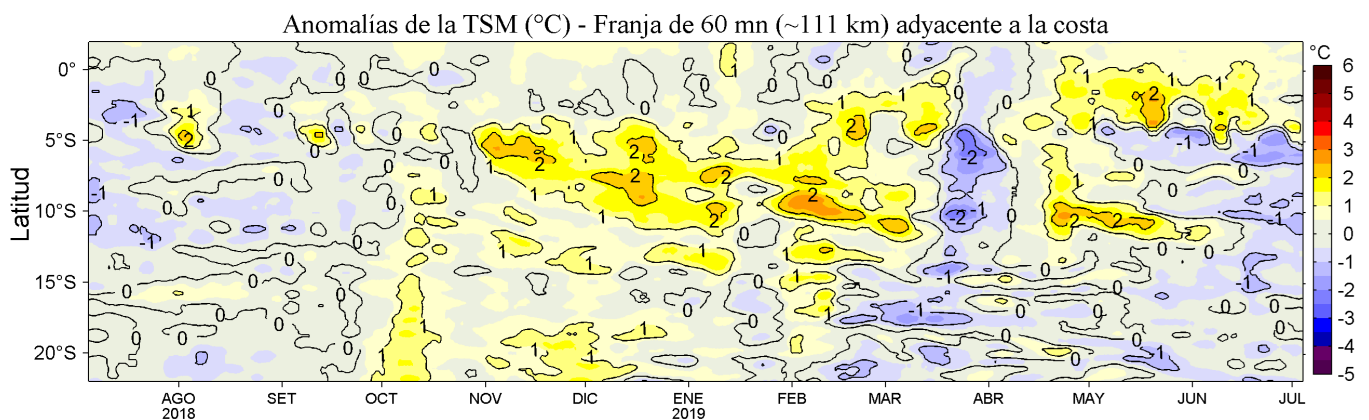 Anomalías de la TSM (°C) - Franja de 60 mn (~111 km) adyacente a la costa
°C
Latitud
0°
5°S
10°S
15°S
20°S
AGO SET OCT NOV DIC ENE FEB MAR ABR MAY JUN JUL
2018 2019
6
5
4
3
2
1
0
-1
-2
-3
-4
-5